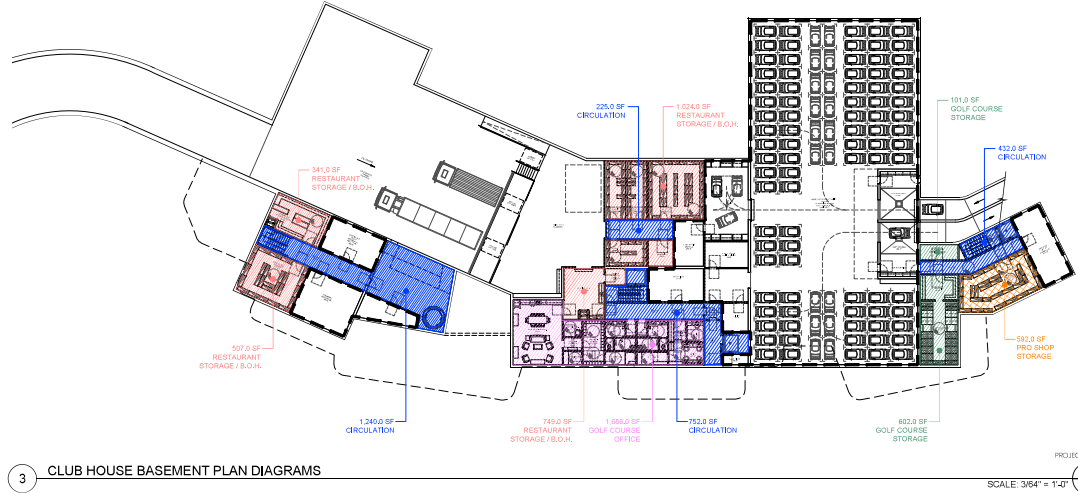 101.0 SF
GOLF COURSE
STORAGE
225.0 SF
CIRCULATION
1,024.0 SF
RESTAURANT
STORAGE / B.O.H.
432.0 SF
CIRCULATION
341.0 SF
RESTAURANT
STORAGE / B.O.H.
507.0 SF
RESTAURANT
STORAGE / B.O.H.
592.0 SF
PRO SHOP
STORAGE
1,240.0 SF
CIRCULATION
749.0 SF
RESTAURANT
STORAGE / B.O.H.
1,686.0 SF
GOLF COURSE
OFFICE
752.0 SF
CIRCULATION
602.0 SF
GOLF COURSE
STORAGE
3
CLUB HOUSE BASEMENT PLAN DIAGRAMS
PROJEC
SCALE: 3/64" = 1'-0"